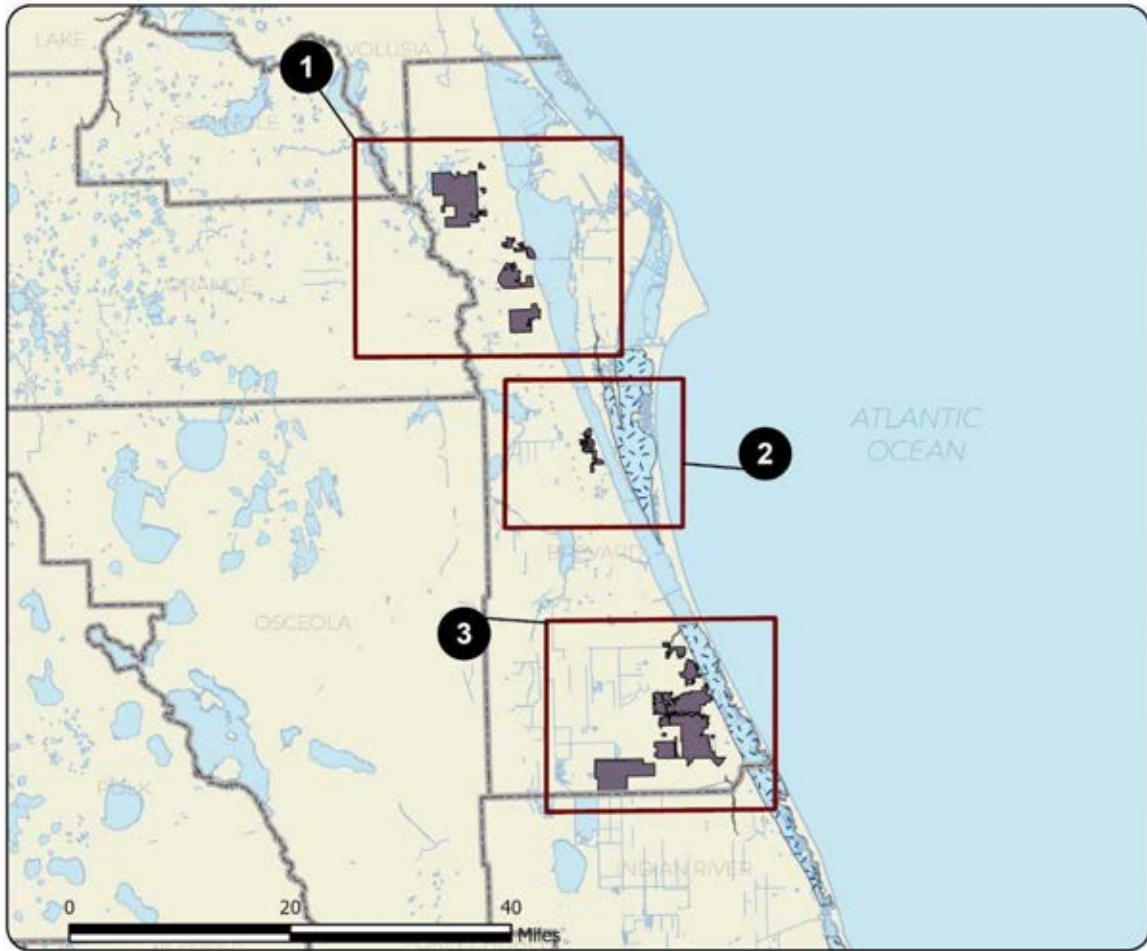 LAKE
VOLUSIA
1
SEMINOLE
ORANGE
ATLANTIC
OCEAN
2
BREVARD
OSCEOLA
3
POLK
INDIAN RIVER
0 20 40
Miles